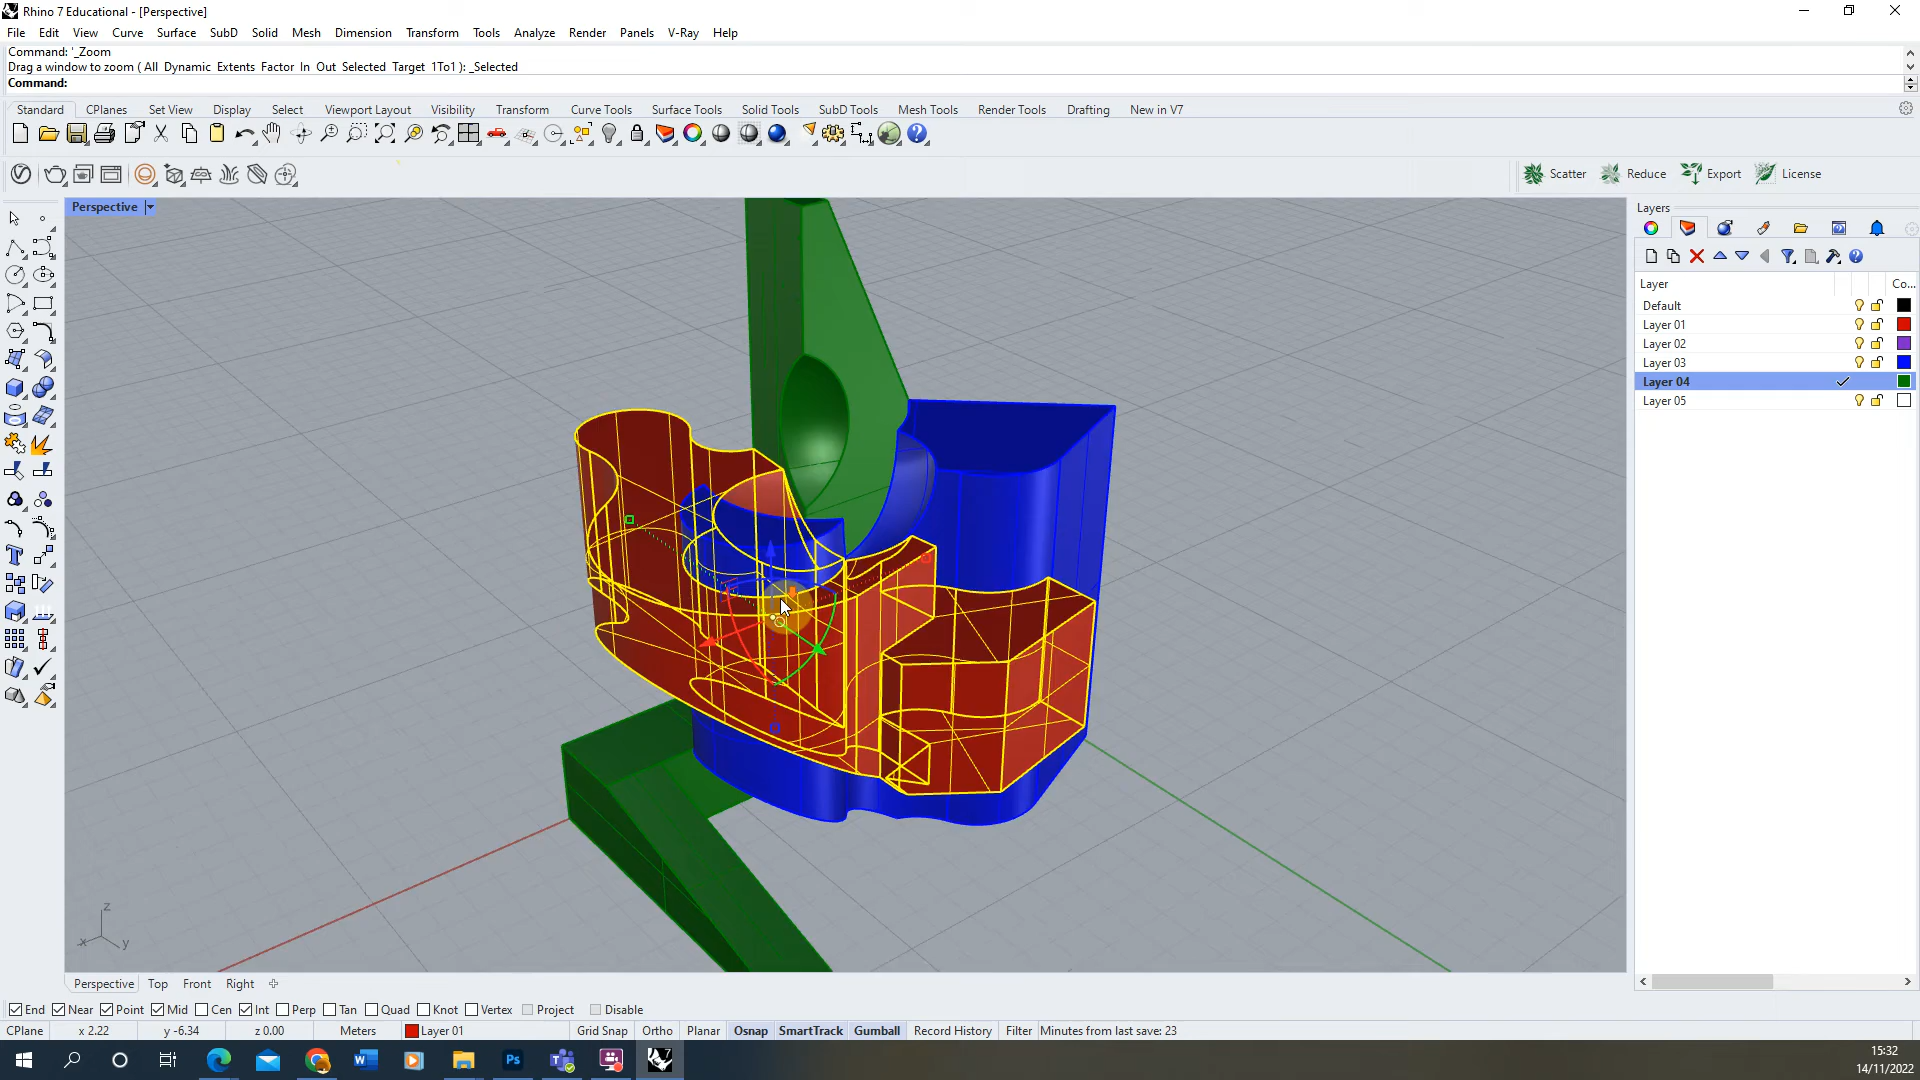 Rhino 7 Educational - [Perspective]
File Edit View Curve Surface SubD Solid Mesh Dimension Transform Tools Analyze Render Panels V-Ray Help
Command: '_Zoom
Drag a window to zoom ( All Dynamic Extents Factor In Out Selected Target 1To1 ): _Selected
Command:
Standard CPlanes Set View Display Select Viewport Layout Visibility Transform Curve Tools Surface Tools Solid Tools SubD Tools Mesh Tools Render Tools Drafting New in V7
Scatter Reduce Export License
Perspective
Layers
Layer Co...
Default
Layer 01
Layer 02
Layer 03
Layer 04
Layer 05
z
x y
Perspective Top Front Right
End Near Point Mid Cen Int Perp Tan Quad Knot Vertex Project Disable
CPlane x 2.22 y -6.34 z 0.00 Meters Layer 01 Grid Snap Ortho Planar Osnap SmartTrack Gumball Record History Filter Minutes from last save: 23
15:32
14/11/2022